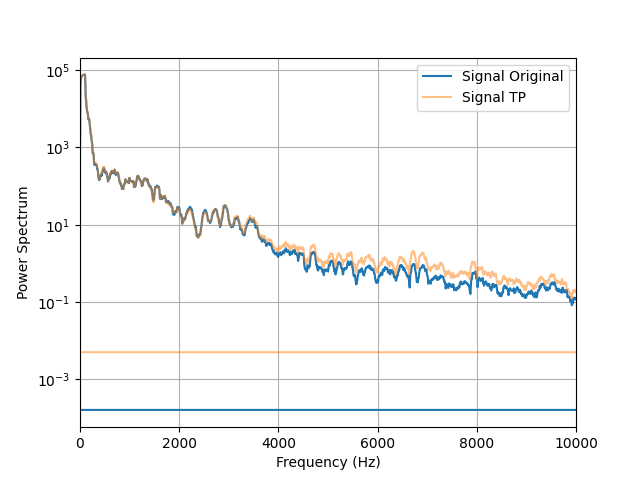 Signal Original
Signal TP
Power Spectrum
10^5
10^3
10^1
10^−1
10^−3
0 2000 4000 6000 8000 10000
Frequency (Hz)